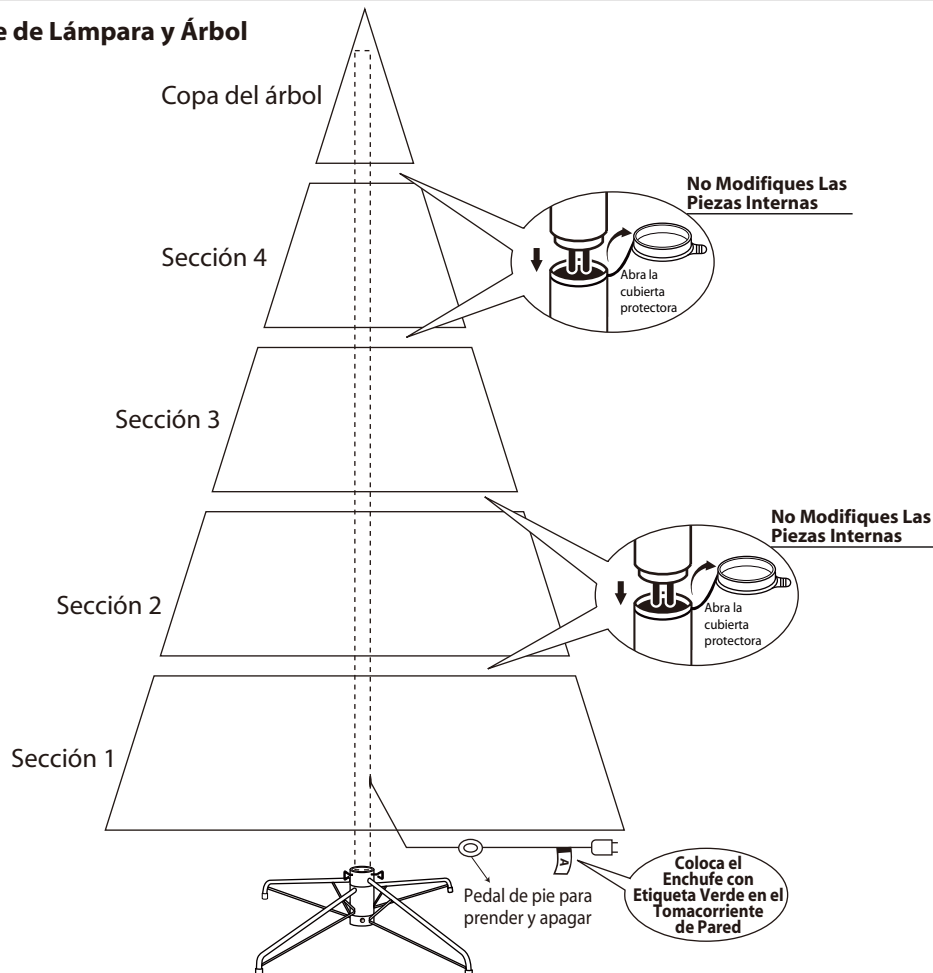 de Lámpara y Árbol
Copa del árbol
No Modifiques Las
Piezas Internas
Sección 4
Abra la
cubierta
protectora
Sección 3
No Modifiques Las
Piezas Internas
Sección 2
Abra la
cubierta
protectora
Sección 1
A
Pedal de pie para
prender y apagar
Coloca el
Enchufe con
Etiqueta Verde en el
Tomacorriente
de Pared